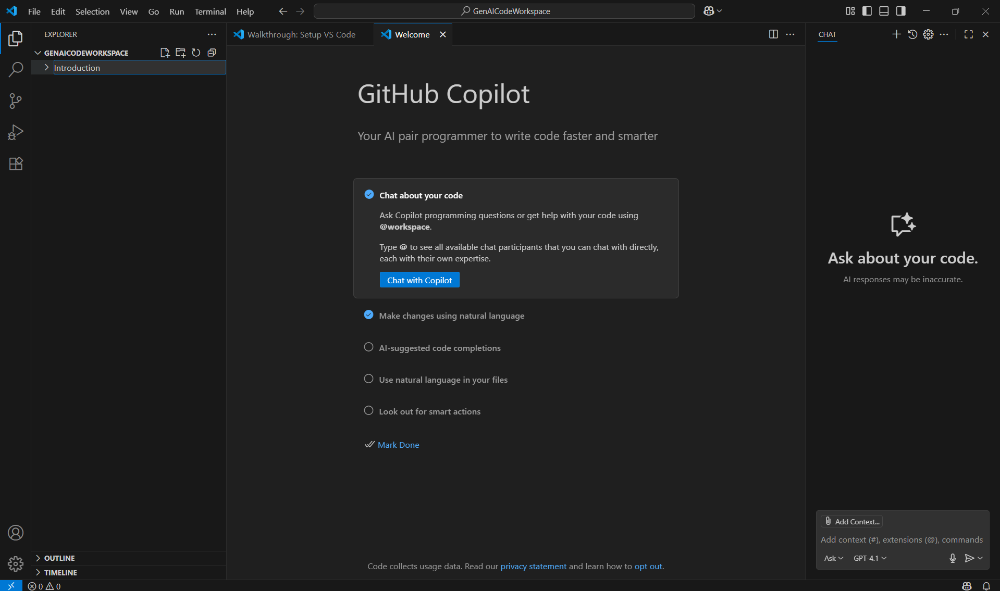 File Edit Selection View Go Run Terminal Help
GenAICodeWorkspace
EXPLORER
GENAICODEWORKSPACE
Introduction
OUTLINE
TIMELINE
Walkthrough: Setup VS Code
Welcome
GitHub Copilot
Your AI pair programmer to write code faster and smarter
Chat about your code
Ask Copilot programming questions or get help with your code using
@workspace.
Type @ to see all available chat participants that you can chat with directly,
each with their own expertise.
Chat with Copilot
Make changes using natural language
AI-suggested code completions
Use natural language in your files
Look out for smart actions
Mark Done
Code collects usage data. Read our privacy statement and learn how to opt out.
CHAT
Ask about your code.
AI responses may be inaccurate.
Add Context...
Add context (#), extensions (@), commands
Ask GPT-4.1
0 0